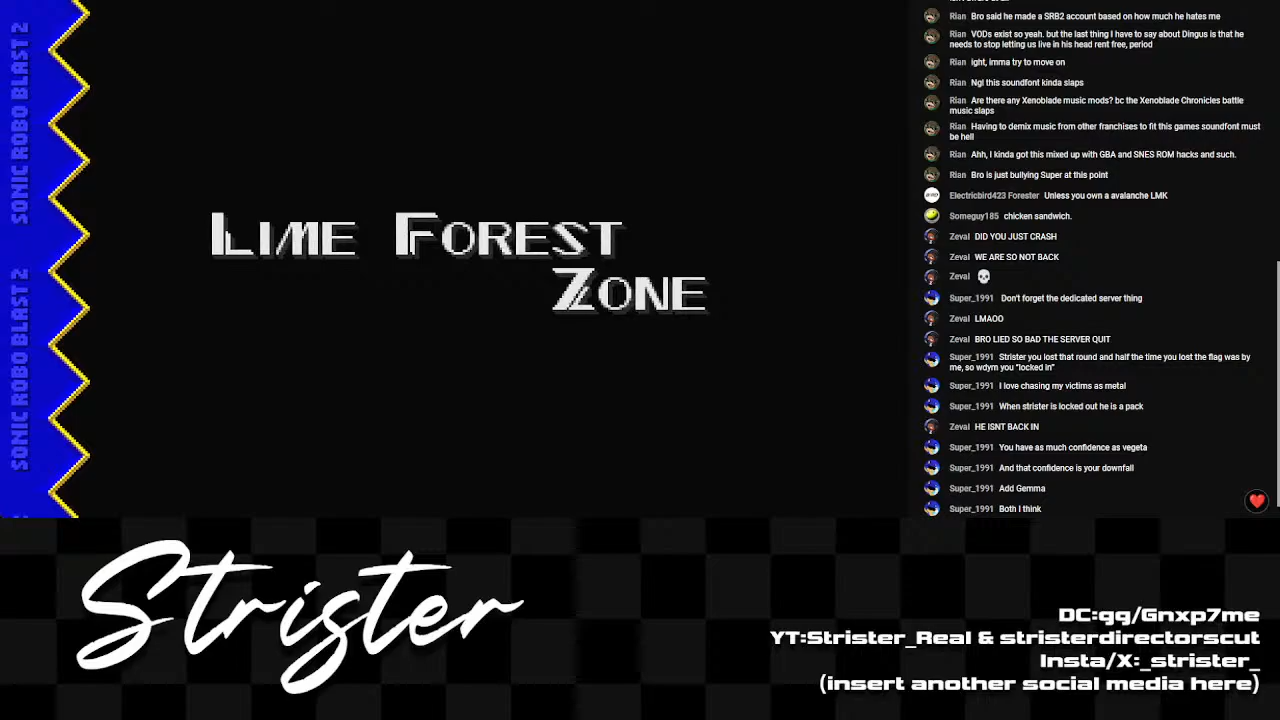 SONIC ROBO BLAST 2
SONIC ROBO BLAST 2
LIME FOREST
ZONE
Rian Bro said he made a SRB2 account based on how much he hates me
Rian VODs exist so yeah. but the last thing I have to say about Dingus is that he
needs to stop letting us live in his head rent free, period
Rian ight, imma try to move on
Rian Ngl this soundfont kinda slaps
Rian Are there any Xenoblade music mods? bc the Xenoblade Chronicles battle
music slaps
Rian Having to demix music from other franchises to fit this games soundfont must
be hell
Rian Ahh, I kinda got this mixed up with GBA and SNES ROM hacks and such.
Rian Bro is just bullying Super at this point
Electricbird423 Forester Unless you own a avalanche LMK
Someguy185 chicken sandwich.
Zeval DID YOU JUST CRASH
Zeval WE ARE SO NOT BACK
Zeval 💀
Super_1991 Don't forget the dedicated server thing
Zeval LMAOO
Zeval BRO LIED SO BAD THE SERVER QUIT
Super_1991 Strister you lost that round and half the time you lost the flag was by
me, so wdym you "locked in"
Super_1991 I love chasing my victims as metal
Super_1991 When strister is locked out he is a pack
Zeval HE ISNT BACK IN
Super_1991 You have as much confidence as vegeta
Super_1991 And that confidence is your downfall
Super_1991 Add Gemma
Super_1991 Both I think
Strister
DC:gg/Gnxp7me
YT:Strister_Real & stristerdirectorscut
Insta/X:_strister_
(insert another social media here)